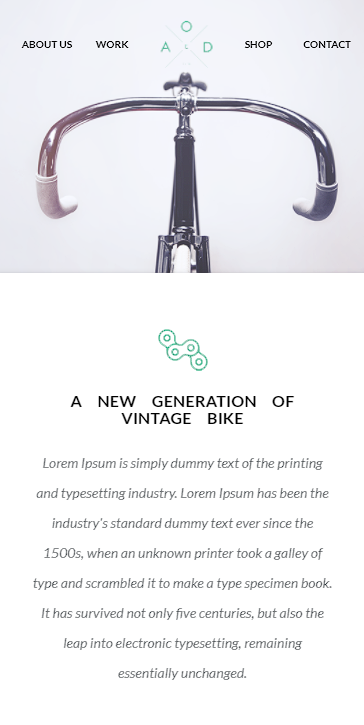 ABOUT US WORK O A L D SHOP CONTACT
A NEW GENERATION OF
VINTAGE BIKE
Lorem Ipsum is simply dummy text of the printing
and typesetting industry. Lorem Ipsum has been the
industry's standard dummy text ever since the
1500s, when an unknown printer took a galley of
type and scrambled it to make a type specimen book.
It has survived not only five centuries, but also the
leap into electronic typesetting, remaining
essentially unchanged.